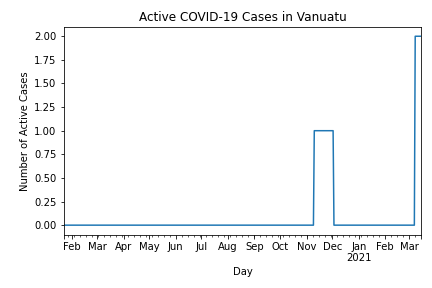 Active COVID-19 Cases in Vanuatu
2.00
1.75
1.50
1.25
1.00
0.75
0.50
0.25
0.00
Number of Active Cases
Feb Mar Apr May Jun Jul Aug Sep Oct Nov Dec Jan Feb Mar
2021
Day